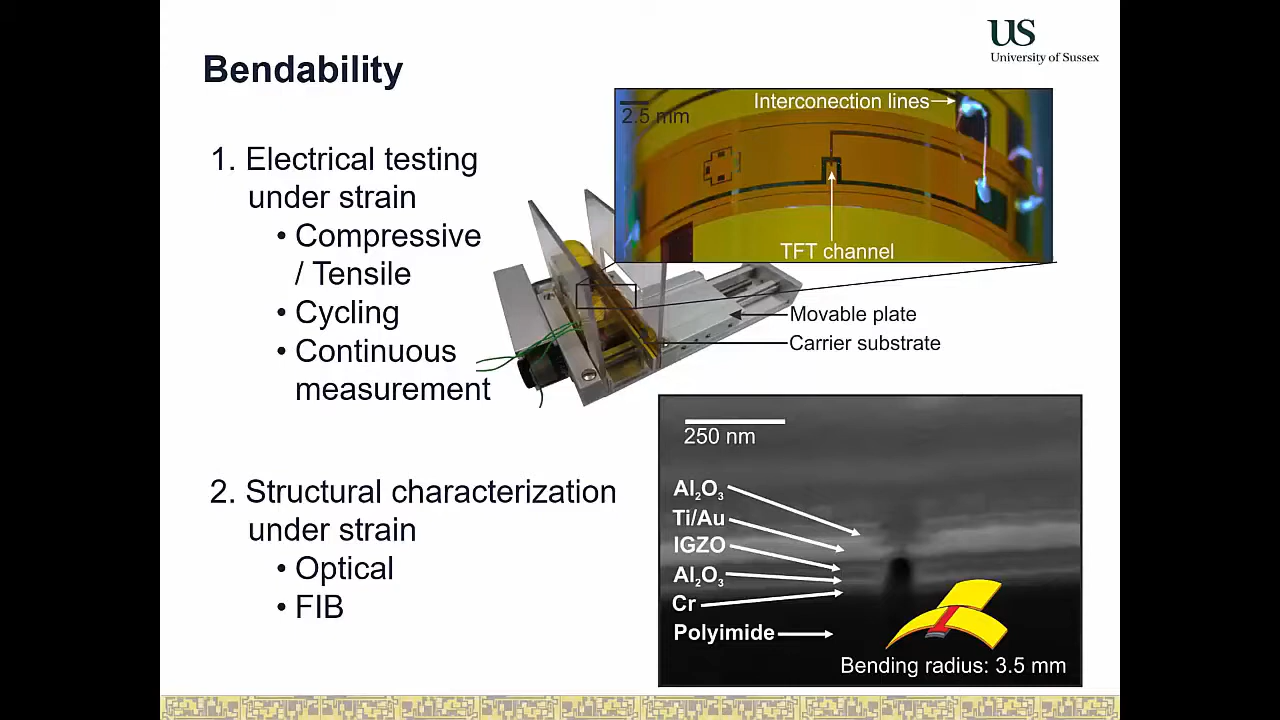 US
University of Sussex
Bendability
1. Electrical testing
under strain
• Compressive
/ Tensile
• Cycling
• Continuous
measurement
2. Structural characterization
under strain
• Optical
• FIB
Interconection lines
2.5 mm
TFT channel
Movable plate
Carrier substrate
250 nm
Al₂O₃
Ti/Au
IGZO
Al₂O₃
Cr
Polyimide
Bending radius: 3.5 mm